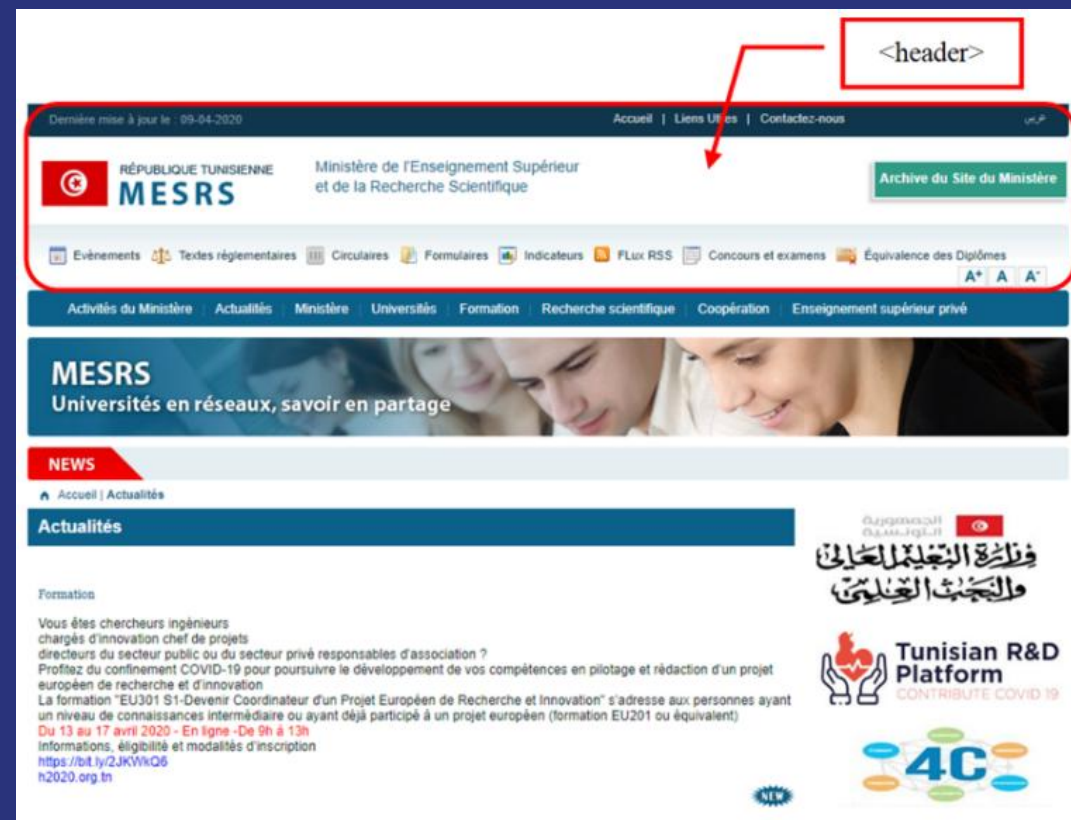 <header>
Dernière mise à jour le : 09-04-2020
Accueil | Liens Utiles | Contactez-nous
عربي
RÉPUBLIQUE TUNISIENNE
MESRS
Ministère de l'Enseignement Supérieur
et de la Recherche Scientifique
Archive du Site du Ministère
Evènements Textes règlementaires Circulaires Formulaires Indicateurs FLux RSS Concours et examens Équivalence des Diplômes
A+ A A-
Activités du Ministère Actualités Ministère Universités Formation Recherche scientifique Coopération Enseignement supérieur privé
MESRS
Universités en réseaux, savoir en partage
NEWS
Accueil | Actualités
Actualités
Formation
Vous êtes chercheurs ingénieurs
chargés d'innovation chef de projets
directeurs du secteur public ou du secteur privé responsables d'association ?
Profitez du confinement COVID-19 pour poursuivre le développement de vos compétences en pilotage et rédaction d'un projet
européen de recherche et d'innovation
La formation "EU301 S1-Devenir Coordinateur d'un Projet Européen de Recherche et Innovation" s'adresse aux personnes ayant
un niveau de connaissances intermédiaire ou ayant déjà participé à un projet européen (formation EU201 ou équivalent)
Du 13 au 17 avril 2020 - En ligne -De 9h à 13h
Informations, éligibilité et modalités d'inscription
https://bit.ly/2JKWkQ6
h2020.org.tn
NEW
الجمهورية
التونسية
وزارة التعليم العالي
والبحث العلمي
Tunisian R&D
Platform
CONTRIBUTE COVID 19
4C